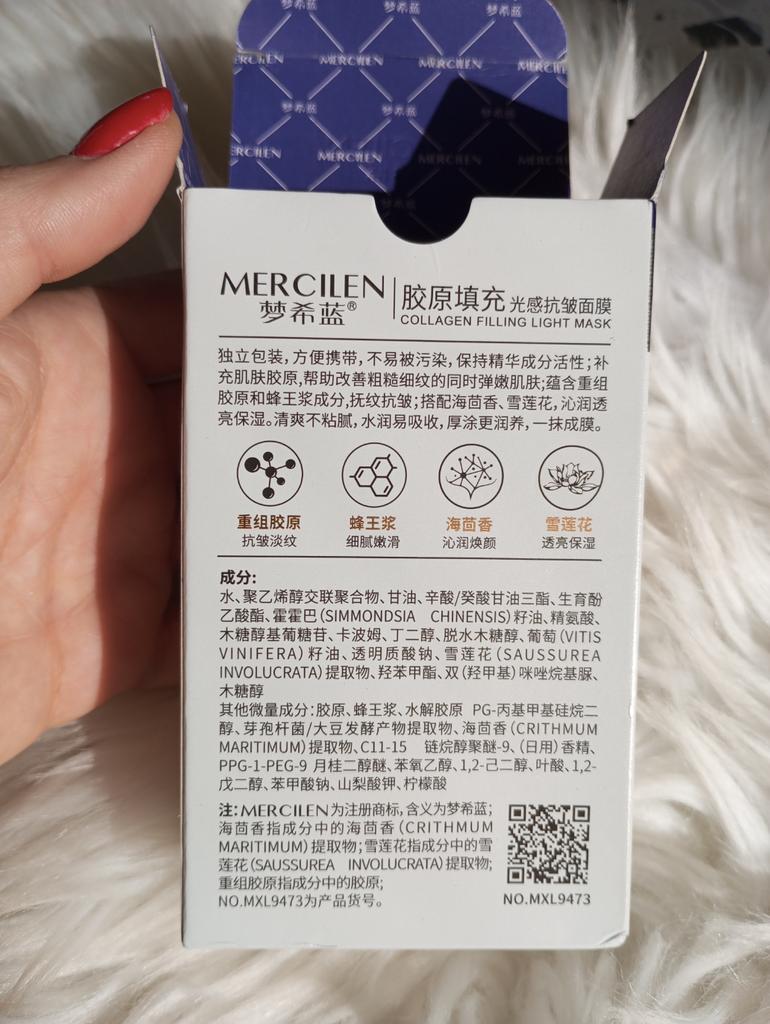 梦希蓝 梦希蓝 梦希蓝
MERCILEN MERCILEN MERCILEN
梦希蓝 梦希蓝
MERCILEN MERCILEN MERCILEN
MERCILEN 梦希蓝® 胶原填充 光感抗皱面膜
COLLAGEN FILLING LIGHT MASK
独立包装,方便携带,不易被污染,保持精华成分活性;补
充肌肤胶原,帮助改善粗糙细纹的同时弹嫩肌肤;蕴含重组
胶原和蜂王浆成分,抚纹抗皱;搭配海茴香、雪莲花,沁润透
亮保湿。清爽不粘腻,水润易吸收,厚涂更润养,一抹成膜。
重组胶原 蜂王浆 海茴香 雪莲花
抗皱淡纹 细腻嫩滑 沁润焕颜 透亮保湿
成分:
水、聚乙烯醇交联聚合物、甘油、辛酸/癸酸甘油三酯、生育酚
乙酸酯、霍霍巴(SIMMONDSIA CHINENSIS)籽油、精氨酸、
木糖醇基葡糖苷、卡波姆、丁二醇、脱水木糖醇、葡萄(VITIS
VINIFERA)籽油、透明质酸钠、雪莲花(SAUSSUREA
INVOLUCRATA)提取物、羟苯甲酯、双(羟甲基)咪唑烷基脲、
木糖醇
其他微量成分:胶原、蜂王浆、水解胶原 PG-丙基甲基硅烷二
醇、芽孢杆菌/大豆发酵产物提取物、海茴香(CRITHMUM
MARITIMUM)提取物、C11-15 链烷醇聚醚-9、(日用)香精、
PPG-1-PEG-9 月桂二醇醚、苯氧乙醇、1,2-己二醇、叶酸、1,2-
戊二醇、苯甲酸钠、山梨酸钾、柠檬酸
注:MERCILEN为注册商标,含义为梦希蓝;
海茴香指成分中的海茴香(CRITHMUM
MARITIMUM)提取物;雪莲花指成分中的雪
莲花(SAUSSUREA INVOLUCRATA)提取物;
重组胶原指成分中的胶原;
NO.MXL9473为产品货号。
NO.MXL9473